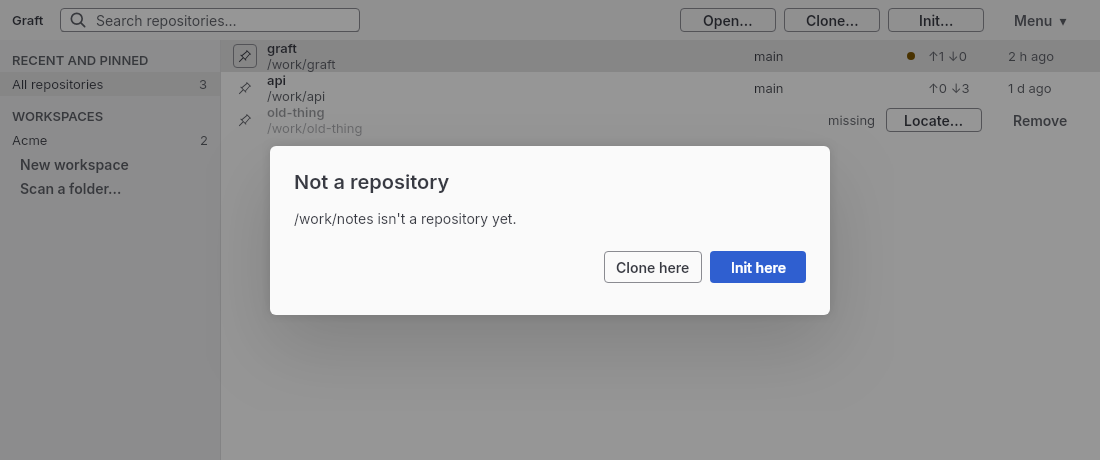 Graft
Search repositories...
Open...
Clone...
Init...
Menu ▼
RECENT AND PINNED
All repositories 3
WORKSPACES
Acme 2
New workspace
Scan a folder...
graft
/work/graft
main
↑1 ↓0
2 h ago
api
/work/api
main
↑0 ↓3
1 d ago
old-thing
/work/old-thing
missing
Locate...
Remove
Not a repository
/work/notes isn't a repository yet.
Clone here
Init here